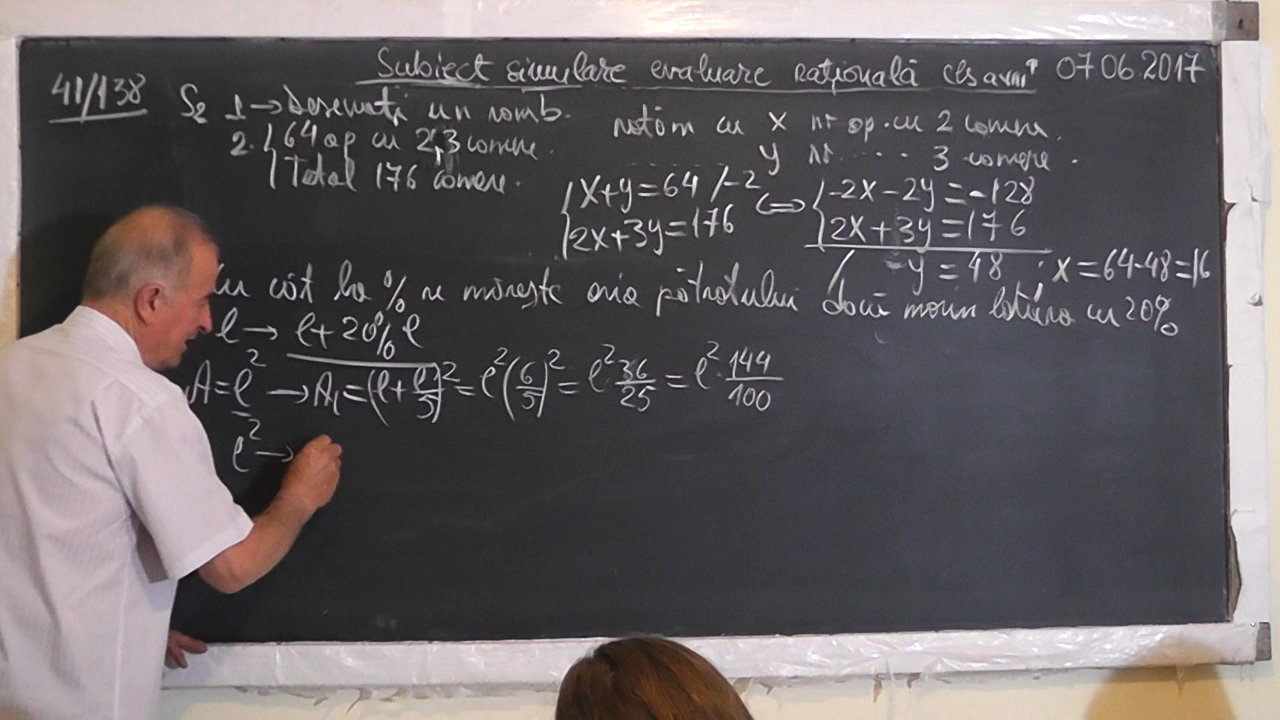 Subiect simulare evaluare națională cls a VIII a 07.06.2017
41/138
S2 1 → Desenați un romb.
2. { 64 ap cu 2, 3 camere.
Total 176 camere.
notăm cu x nr ap. cu 2 camere.
y nr. .... 3 camere.
{ x+y=64 /-2 ⇔ { -2x-2y=-128
2x+3y=176 2x+3y=176
y=48 ; x=64-48=16
cu cât la % se mărește aria pătratului dacă mărim latura cu 20%
l → l+20% l
A=l² → A₁=(l+l/5)²=l²(6/5)²=l² 36/25=l² 144/100
l² →